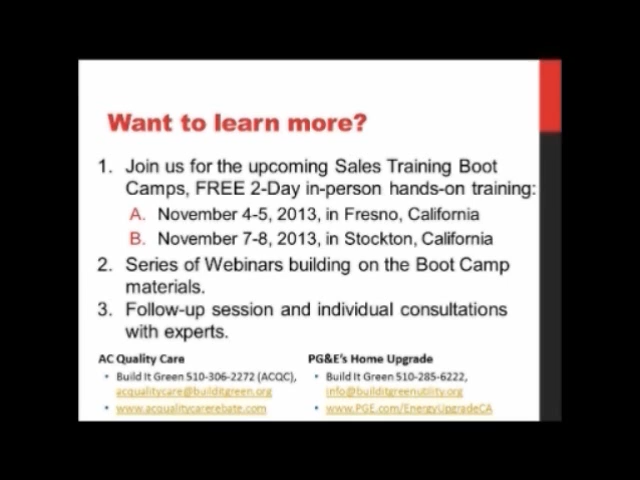 Want to learn more?
1. Join us for the upcoming Sales Training Boot
Camps, FREE 2-Day in-person hands-on training:
A. November 4-5, 2013, in Fresno, California
B. November 7-8, 2013, in Stockton, California
2. Series of Webinars building on the Boot Camp
materials.
3. Follow-up session and individual consultations
with experts.
AC Quality Care
• Build It Green 510-306-2272 (ACQC),
acqualitycare@builditgreen.org
• www.acqualitycarerebate.com
PG&E's Home Upgrade
• Build It Green 510-285-6222,
info@builditgreenutility.org
• www.PGE.com/EnergyUpgradeCA